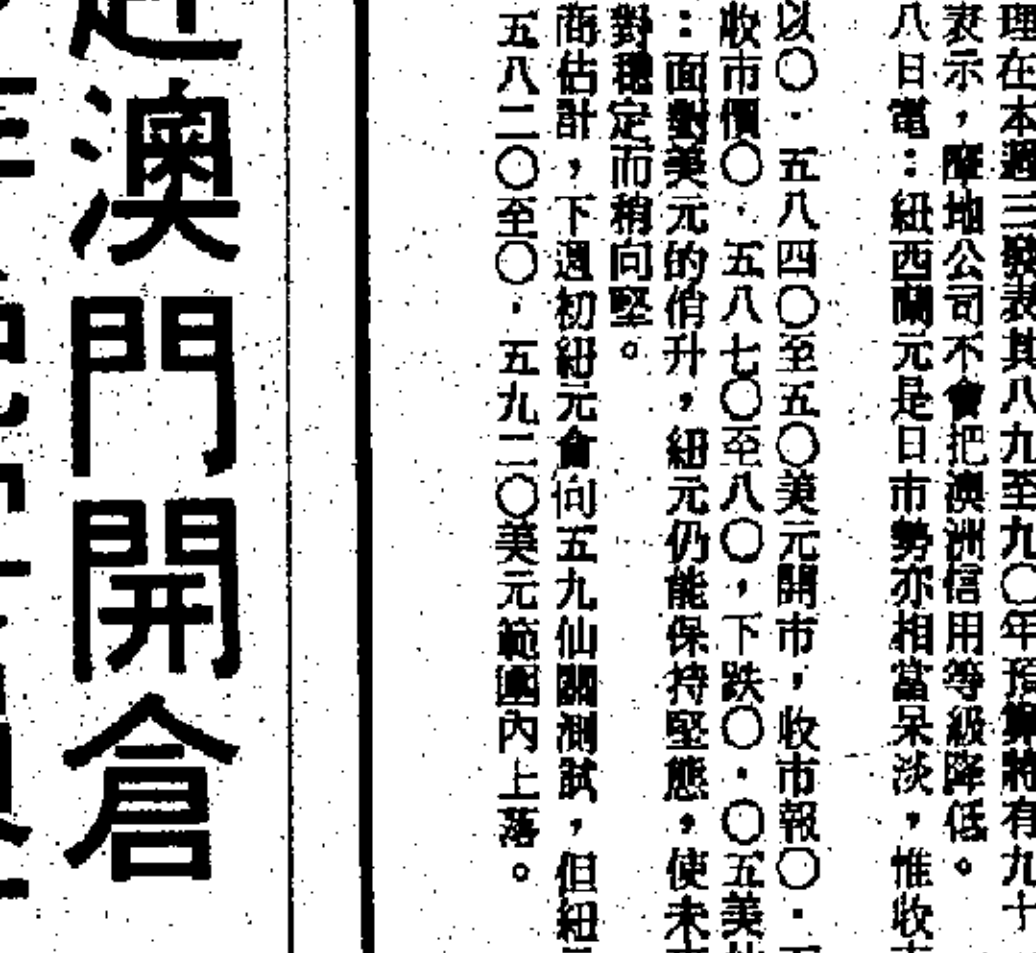 理在本週三發表其八九至九〇年預算將有九十
表示，摩地公司不會把澳洲信用等級降低。
八日電：紐西蘭元是日市勢亦相當呆淡，惟收市
以〇．五八四〇至五〇美元開市，收市報〇．五
收市價〇．五八七〇至八〇，下跌〇．〇五美仙
：面對美元的俏升，紐元仍能保持堅態，使未
對穩定而稍向堅。
商估計，下週初紐元會向五九仙關測試，但紐
五八二〇至〇．五九二〇美元範圍內上落。
赴澳門開倉